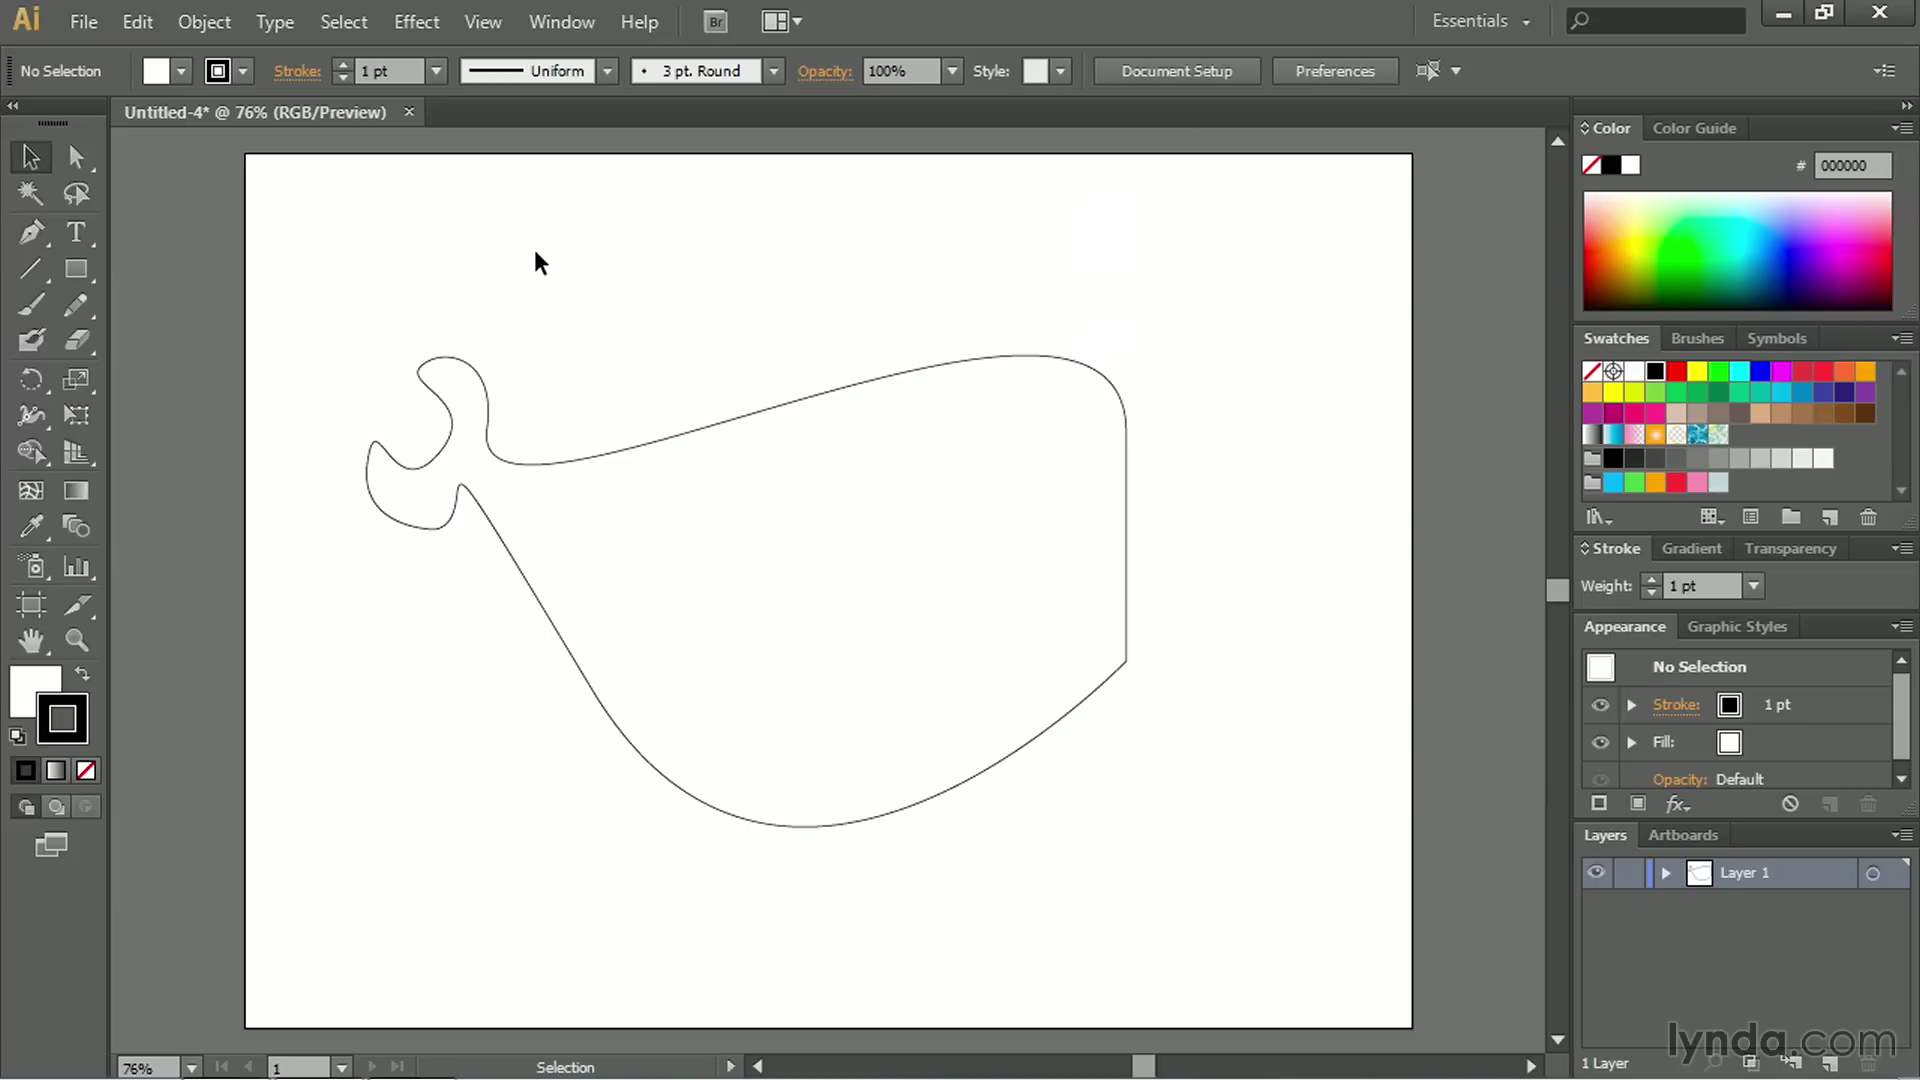 Ai File Edit Object Type Select Effect View Window Help Br Essentials
No Selection Stroke: 1 pt Uniform 3 pt. Round Opacity: 100% Style: Document Setup Preferences
Untitled-4* @ 76% (RGB/Preview) ×
Color Color Guide
# 000000
T
Swatches Brushes Symbols
Stroke Gradient Transparency
Weight: 1 pt
Appearance Graphic Styles
No Selection
Stroke: 1 pt
Fill:
Opacity: Default
fx
Layers Artboards
Layer 1
lynda.com
76% 1 Selection
1 Layer